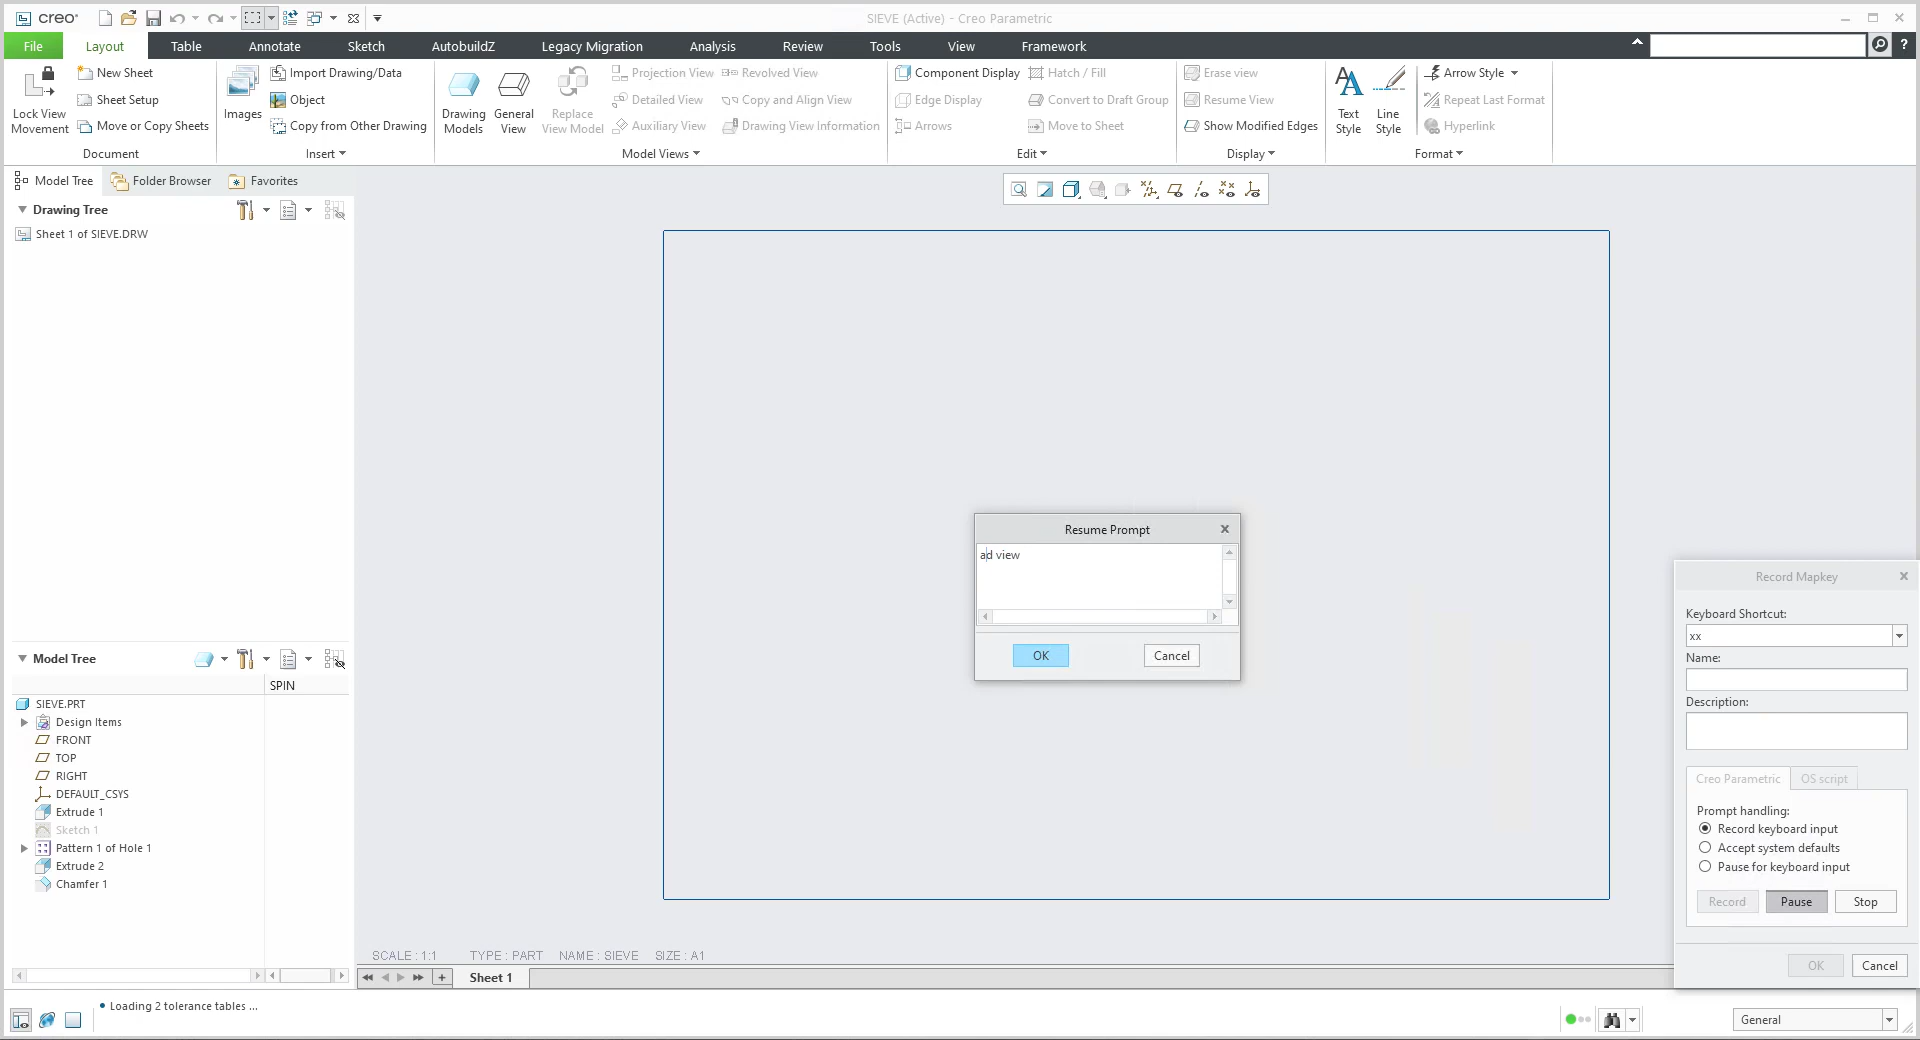 creo
SIEVE (Active) - Creo Parametric
File Layout Table Annotate Sketch AutobuildZ Legacy Migration Analysis Review Tools View Framework
Lock View Movement
New Sheet
Sheet Setup
Move or Copy Sheets
Document
Images
Import Drawing/Data
Object
Copy from Other Drawing
Insert
Drawing Models
General View
Replace View Model
Projection View
Detailed View
Auxiliary View
Revolved View
Copy and Align View
Drawing View Information
Model Views
Component Display
Edge Display
Arrows
Hatch / Fill
Convert to Draft Group
Move to Sheet
Edit
Erase view
Resume View
Show Modified Edges
Display
Text Style
Line Style
Arrow Style
Repeat Last Format
Hyperlink
Format
Model Tree Folder Browser Favorites
Drawing Tree
Sheet 1 of SIEVE.DRW
Model Tree
SPIN
SIEVE.PRT
Design Items
FRONT
TOP
RIGHT
DEFAULT_CSYS
Extrude 1
Sketch 1
Pattern 1 of Hole 1
Extrude 2
Chamfer 1
Resume Prompt
ad view
OK Cancel
Record Mapkey
Keyboard Shortcut:
xx
Name:
Description:
Creo Parametric OS script
Prompt handling:
Record keyboard input
Accept system defaults
Pause for keyboard input
Record Pause Stop
OK Cancel
SCALE : 1:1 TYPE : PART NAME : SIEVE SIZE : A1
Sheet 1
Loading 2 tolerance tables ...
General